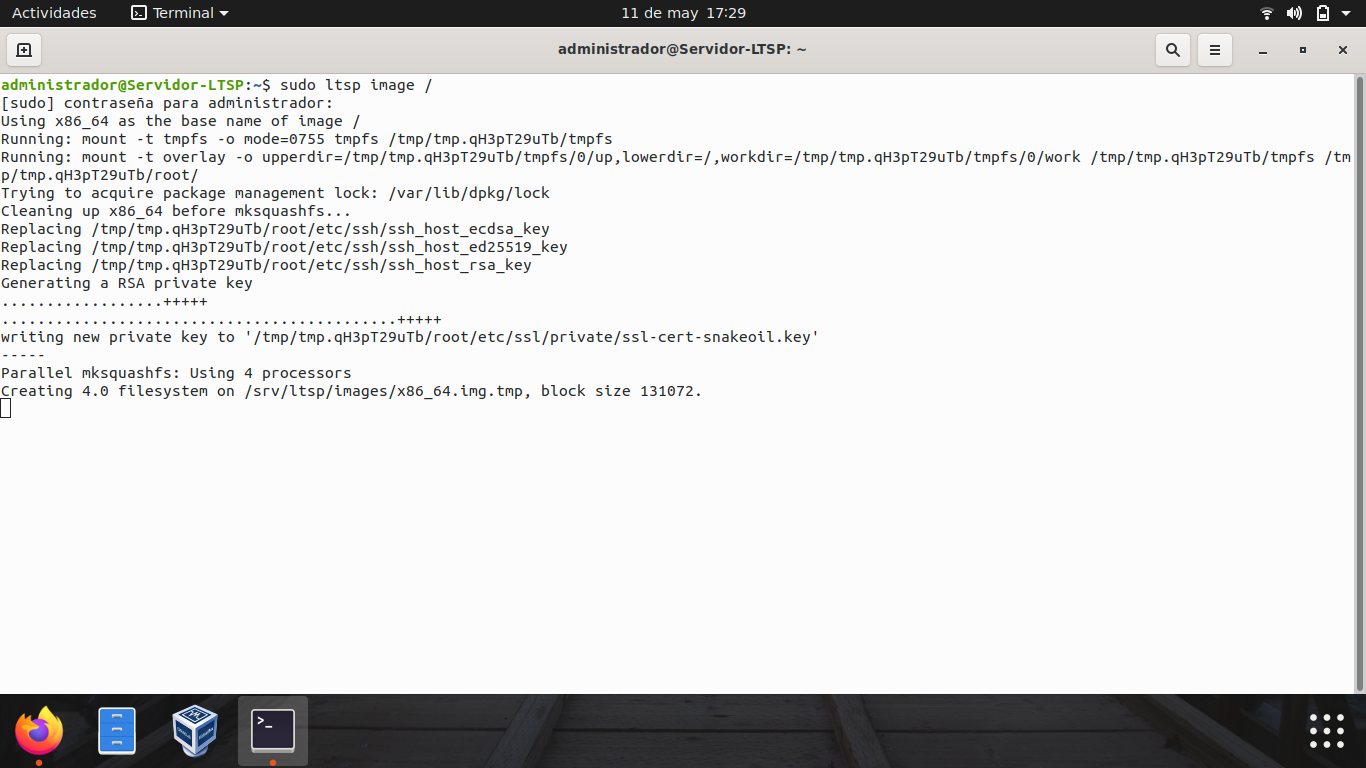 Actividades Terminal 11 de may 17:29
administrador@Servidor-LTSP: ~
administrador@Servidor-LTSP:~$ sudo ltsp image /
[sudo] contraseña para administrador:
Using x86_64 as the base name of image /
Running: mount -t tmpfs -o mode=0755 tmpfs /tmp/tmp.qH3pT29uTb/tmpfs
Running: mount -t overlay -o upperdir=/tmp/tmp.qH3pT29uTb/tmpfs/0/up,lowerdir=/,workdir=/tmp/tmp.qH3pT29uTb/tmpfs/0/work /tmp/tmp.qH3pT29uTb/tmpfs /tm
p/tmp.qH3pT29uTb/root/
Trying to acquire package management lock: /var/lib/dpkg/lock
Cleaning up x86_64 before mksquashfs...
Replacing /tmp/tmp.qH3pT29uTb/root/etc/ssh/ssh_host_ecdsa_key
Replacing /tmp/tmp.qH3pT29uTb/root/etc/ssh/ssh_host_ed25519_key
Replacing /tmp/tmp.qH3pT29uTb/root/etc/ssh/ssh_host_rsa_key
Generating a RSA private key
..................+++++
............................................+++++
writing new private key to '/tmp/tmp.qH3pT29uTb/root/etc/ssl/private/ssl-cert-snakeoil.key'
-----
Parallel mksquashfs: Using 4 processors
Creating 4.0 filesystem on /srv/ltsp/images/x86_64.img.tmp, block size 131072.